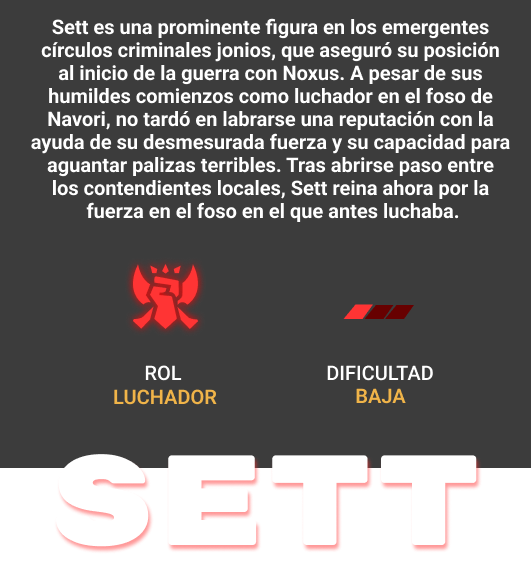 Sett es una prominente figura en los emergentes
círculos criminales jonios, que aseguró su posición
al inicio de la guerra con Noxus. A pesar de sus
humildes comienzos como luchador en el foso de
Navori, no tardó en labrarse una reputación con la
ayuda de su desmesurada fuerza y su capacidad para
aguantar palizas terribles. Tras abrirse paso entre
los contendientes locales, Sett reina ahora por la
fuerza en el foso en el que antes luchaba.
ROL
LUCHADOR
DIFICULTAD
BAJA
SETT